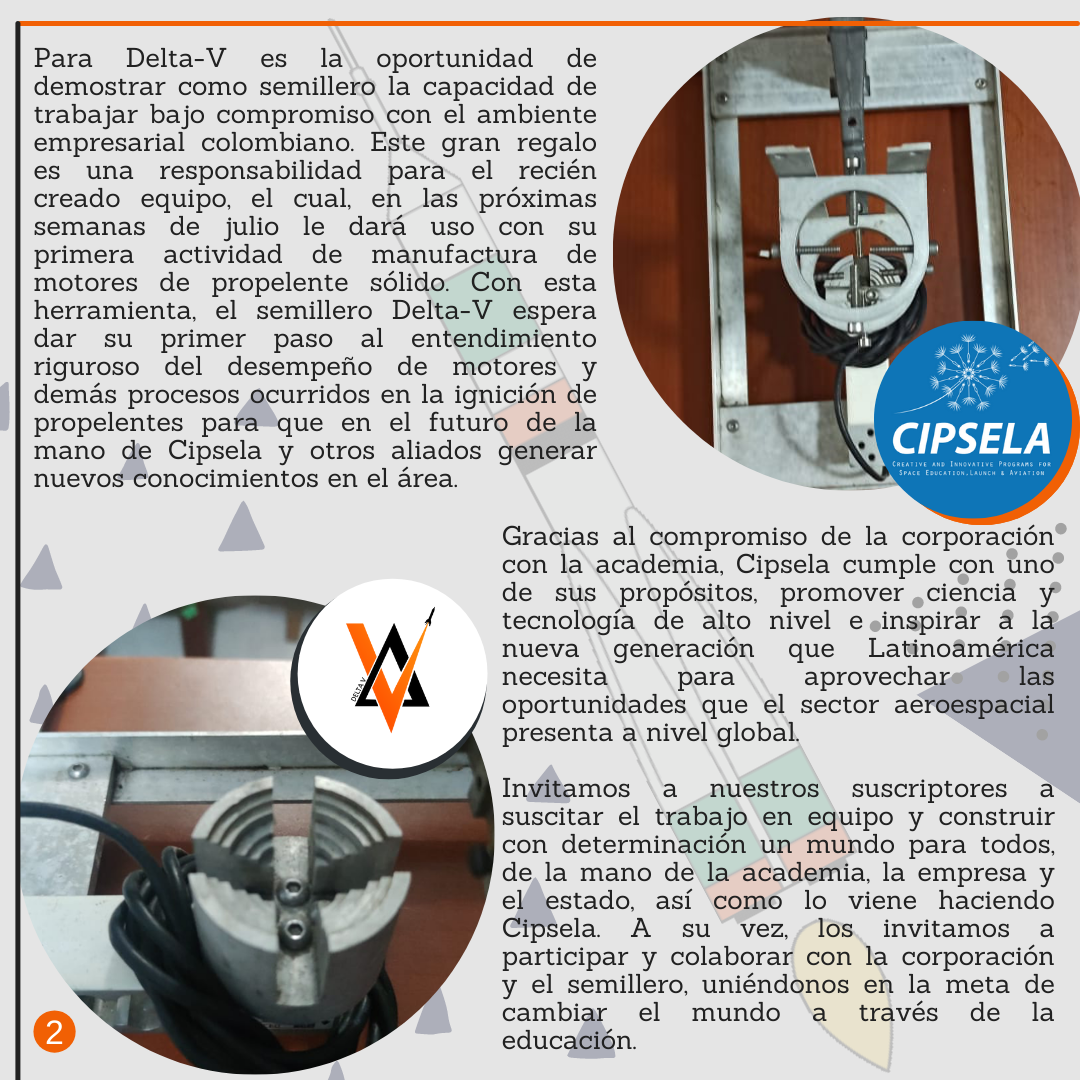 Para Delta-V es la oportunidad de
demostrar como semillero la capacidad de
trabajar bajo compromiso con el ambiente
empresarial colombiano. Este gran regalo
es una responsabilidad para el recién
creado equipo, el cual, en las próximas
semanas de julio le dará uso con su
primera actividad de manufactura de
motores de propelente sólido. Con esta
herramienta, el semillero Delta-V espera
dar su primer paso al entendimiento
riguroso del desempeño de motores y
demás procesos ocurridos en la ignición de
propelentes para que en el futuro de la
mano de Cipsela y otros aliados generar
nuevos conocimientos en el área.
CIPSELA
Creative and Innovative Programs for
Space Education, Launch & Aviation
Gracias al compromiso de la corporación
con la academia, Cipsela cumple con uno
de sus propósitos, promover ciencia y
tecnología de alto nivel e inspirar a la
nueva generación que Latinoamérica
necesita para aprovechar las
oportunidades que el sector aeroespacial
presenta a nivel global.
DELTA V
Invitamos a nuestros suscriptores a
suscitar el trabajo en equipo y construir
con determinación un mundo para todos,
de la mano de la academia, la empresa y
el estado, así como lo viene haciendo
Cipsela. A su vez, los invitamos a
participar y colaborar con la corporación
y el semillero, uniéndonos en la meta de
cambiar el mundo a través de la
educación.
2